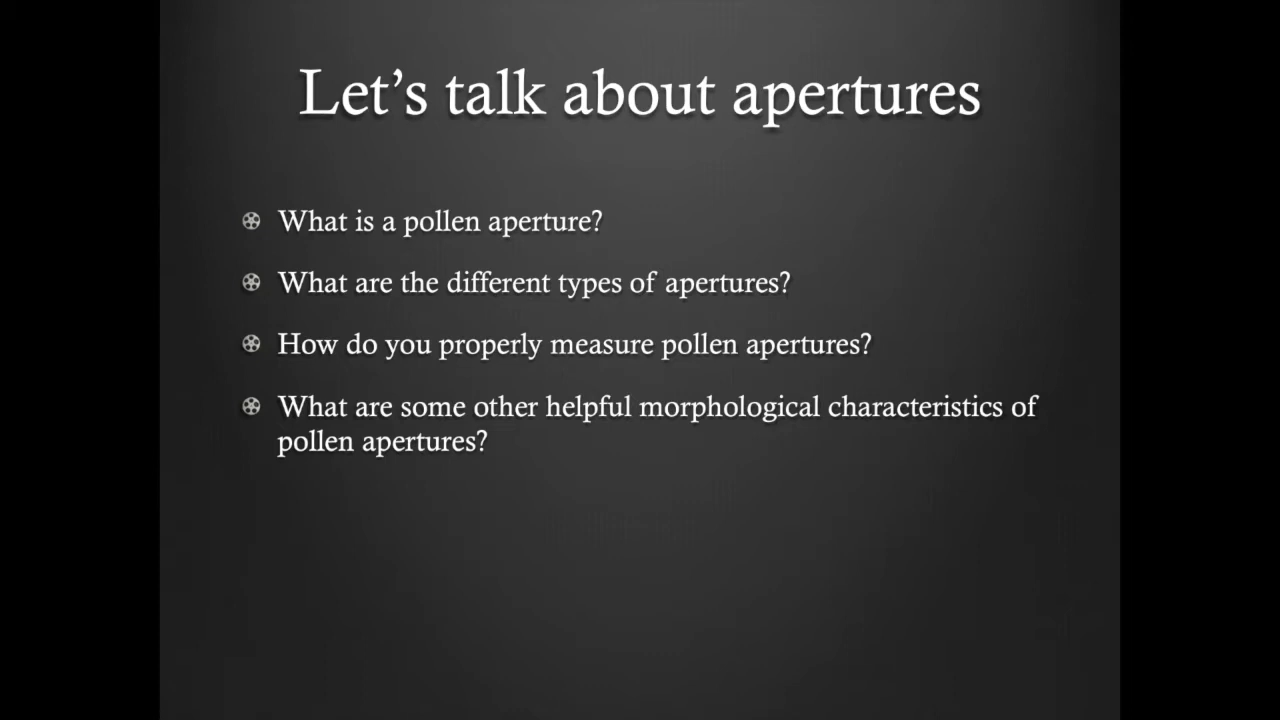 Let’s talk about apertures
What is a pollen aperture?
What are the different types of apertures?
How do you properly measure pollen apertures?
What are some other helpful morphological characteristics of
pollen apertures?